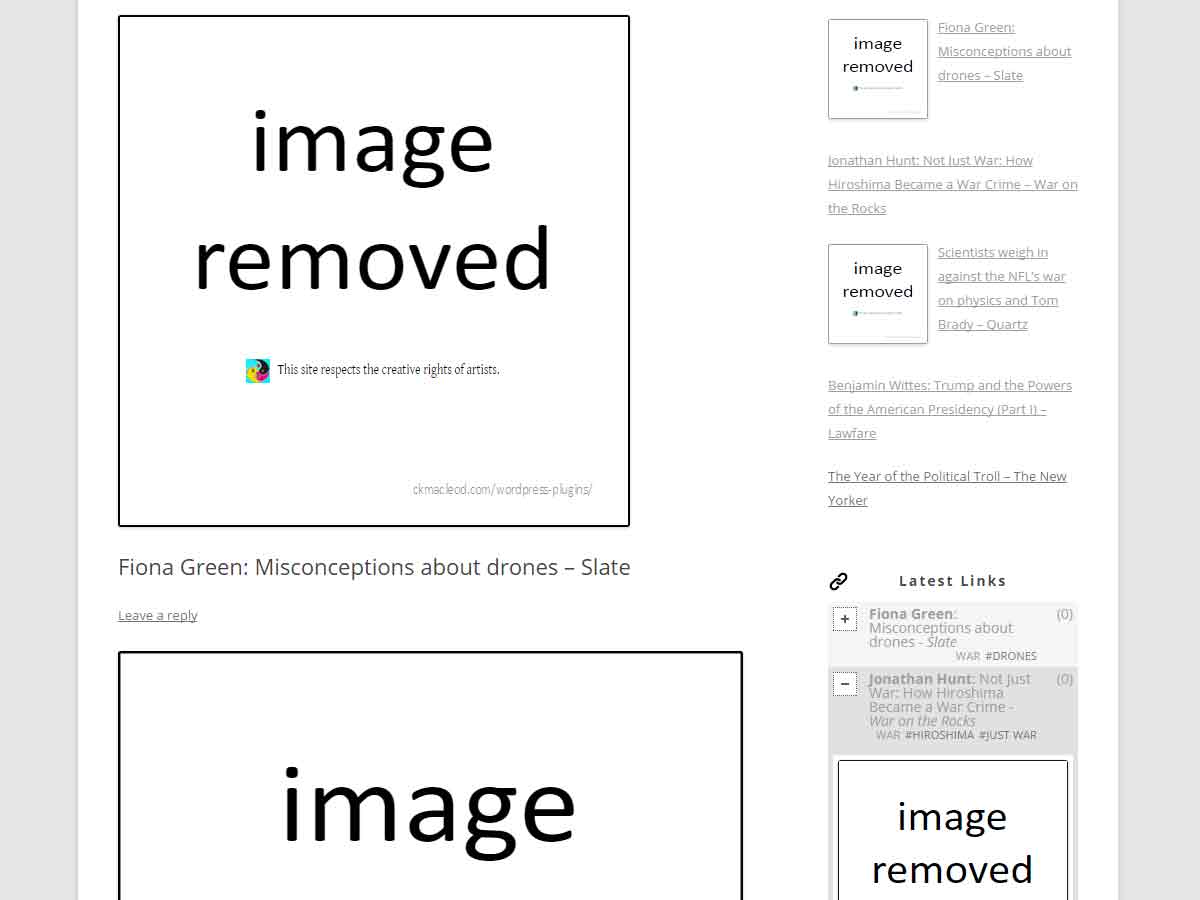 image
removed
This site respects the creative rights of artists.
ckmacleod.com/wordpress-plugins/
Fiona Green: Misconceptions about drones – Slate
Leave a reply
image
image
removed
Fiona Green:
Misconceptions about
drones – Slate
Jonathan Hunt: Not Just War: How
Hiroshima Became a War Crime – War on
the Rocks
image
removed
Scientists weigh in
against the NFL's war
on physics and Tom
Brady – Quartz
Benjamin Wittes: Trump and the Powers
of the American Presidency (Part I) –
Lawfare
The Year of the Political Troll – The New
Yorker
Latest Links
+ Fiona Green: (0)
Misconceptions about
drones - Slate
WAR #DRONES
– Jonathan Hunt: Not Just (0)
War: How Hiroshima
Became a War Crime -
War on the Rocks
WAR #HIROSHIMA #JUST WAR
image
removed